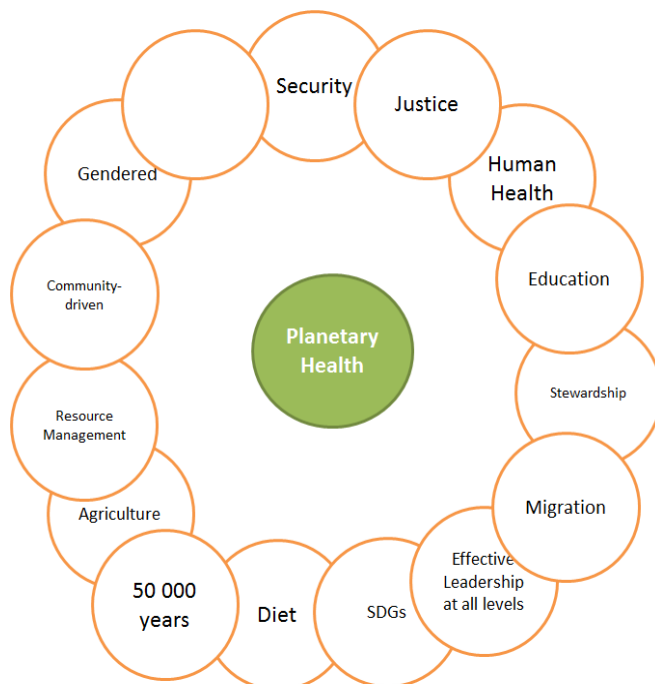 Security
Justice
Human
Health
Education
Stewardship
Migration
Effective
Leadership
at all levels
SDGs
Diet
50 000
years
Agriculture
Resource
Management
Community-
driven
Gendered
Planetary
Health